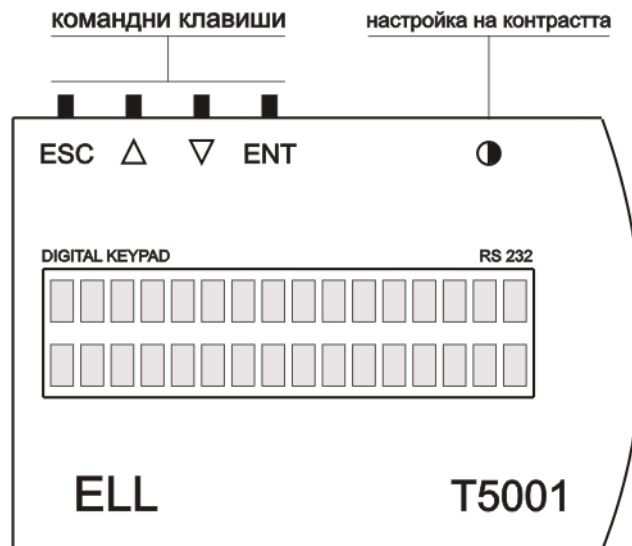 командни клавиши настройка на контрастта
ESC ENT
DIGITAL KEYPAD RS 232
ELL T5001